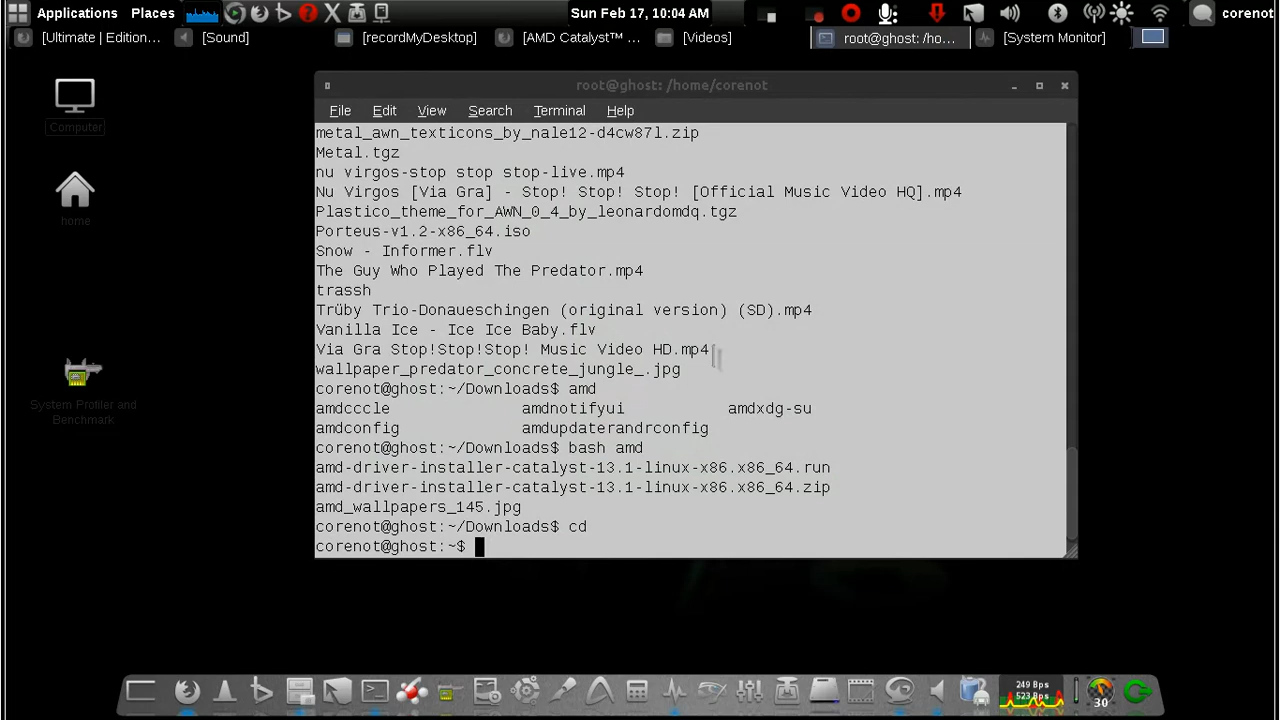 Applications Places Sun Feb 17, 10:04 AM corenot
[Ultimate | Edition... [Sound] [recordMyDesktop] [AMD Catalyst™ ... [Videos] root@ghost: /ho... [System Monitor]
root@ghost: /home/corenot
File Edit View Search Terminal Help
Computer
home
System Profiler and
Benchmark
metal_awn_texticons_by_nale12-d4cw87l.zip
Metal.tgz
nu virgos-stop stop stop-live.mp4
Nu Virgos [Via Gra] - Stop! Stop! Stop! [Official Music Video HQ].mp4
Plastico_theme_for_AWN_0_4_by_leonardomdq.tgz
Porteus-v1.2-x86_64.iso
Snow - Informer.flv
The Guy Who Played The Predator.mp4
trassh
Trüby Trio-Donaueschingen (original version) (SD).mp4
Vanilla Ice - Ice Ice Baby.flv
Via Gra Stop!Stop!Stop! Music Video HD.mp4
wallpaper_predator_concrete_jungle_.jpg
corenot@ghost:~/Downloads$ amd
amdcccle amdnotifyui amdxdg-su
amdconfig amdupdaterandrconfig
corenot@ghost:~/Downloads$ bash amd
amd-driver-installer-catalyst-13.1-linux-x86.x86_64.run
amd-driver-installer-catalyst-13.1-linux-x86.x86_64.zip
amd_wallpapers_145.jpg
corenot@ghost:~/Downloads$ cd
corenot@ghost:~$
249 Bps
523 Bps
30